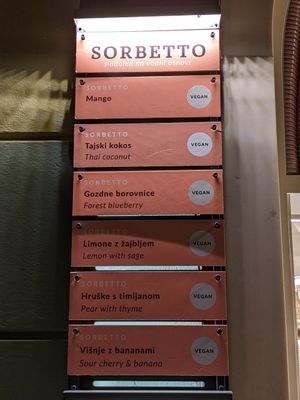 SORBETTO
sladoled na vodni osnovi
SORBETTO
Mango
VEGAN
SORBETTO
Tajski kokos
Thai coconut
VEGAN
SORBETTO
Gozdne borovnice
Forest blueberry
VEGAN
SORBETTO
Limone z žajbljem
Lemon with sage
VEGAN
SORBETTO
Hruške s timijanom
Pear with thyme
VEGAN
SORBETTO
Višnje z bananami
Sour cherry & banana
VEGAN